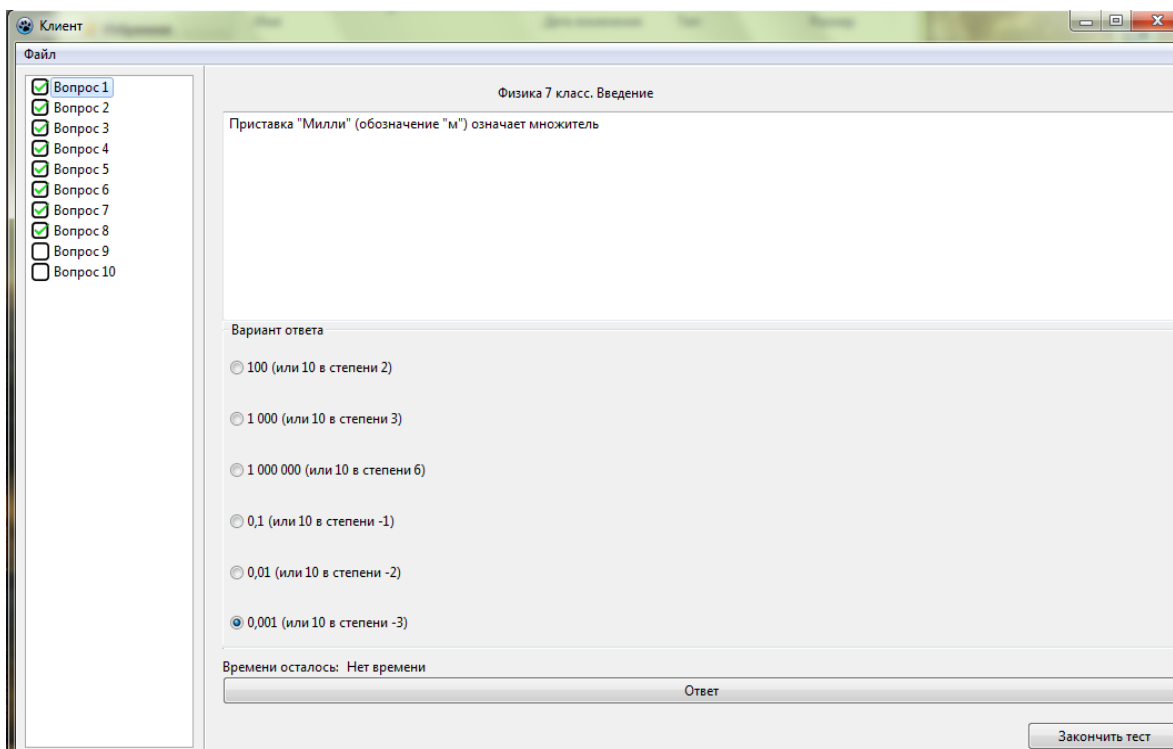 Клиент
Файл
Вопрос 1
Вопрос 2
Вопрос 3
Вопрос 4
Вопрос 5
Вопрос 6
Вопрос 7
Вопрос 8
Вопрос 9
Вопрос 10
Физика 7 класс. Введение
Приставка "Милли" (обозначение "м") означает множитель
Вариант ответа
100 (или 10 в степени 2)
1 000 (или 10 в степени 3)
1 000 000 (или 10 в степени 6)
0,1 (или 10 в степени -1)
0,01 (или 10 в степени -2)
0,001 (или 10 в степени -3)
Времени осталось: Нет времени
Ответ
Закончить тест